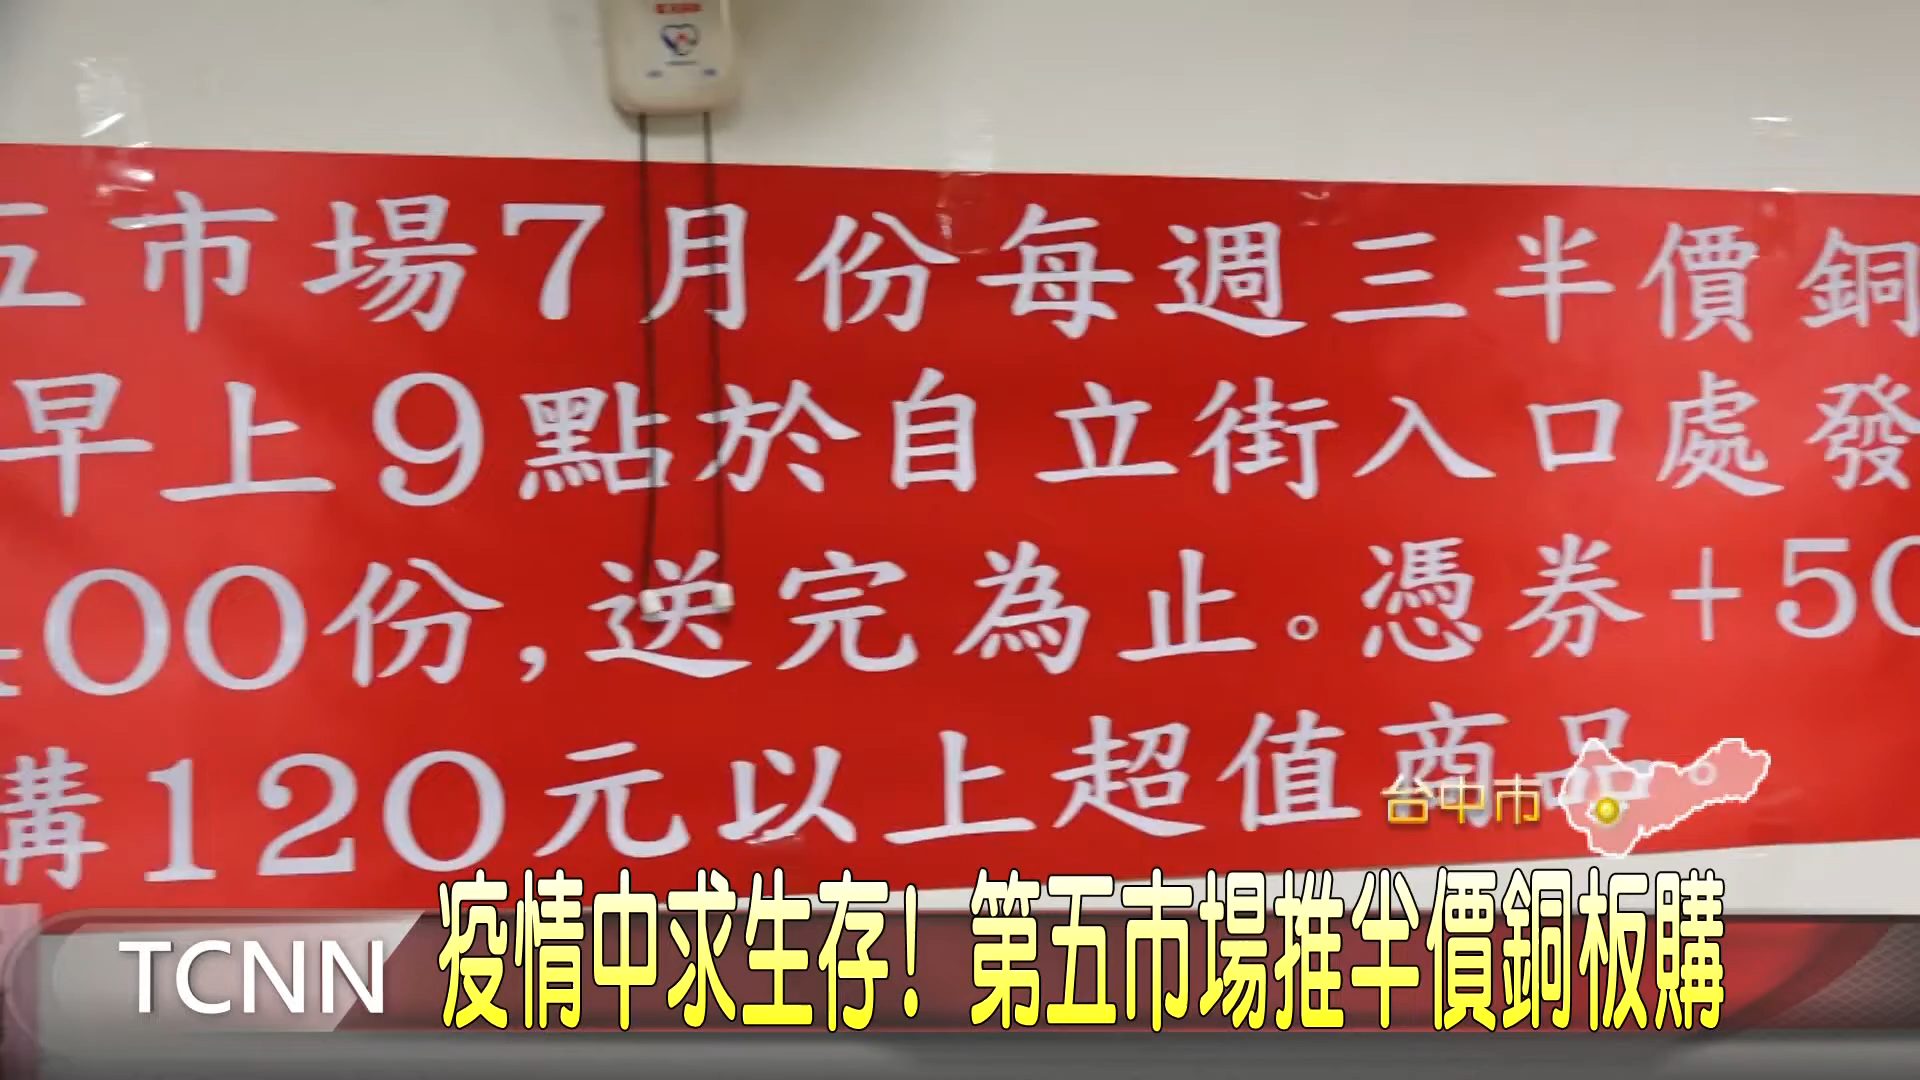 五市場7月份每週三半價銅
早上9點於自立街入口處發
400份,送完為止。憑券+50
購120元以上超值商品。
台中市
TCNN
疫情中求生存! 第五市場推半價銅板購